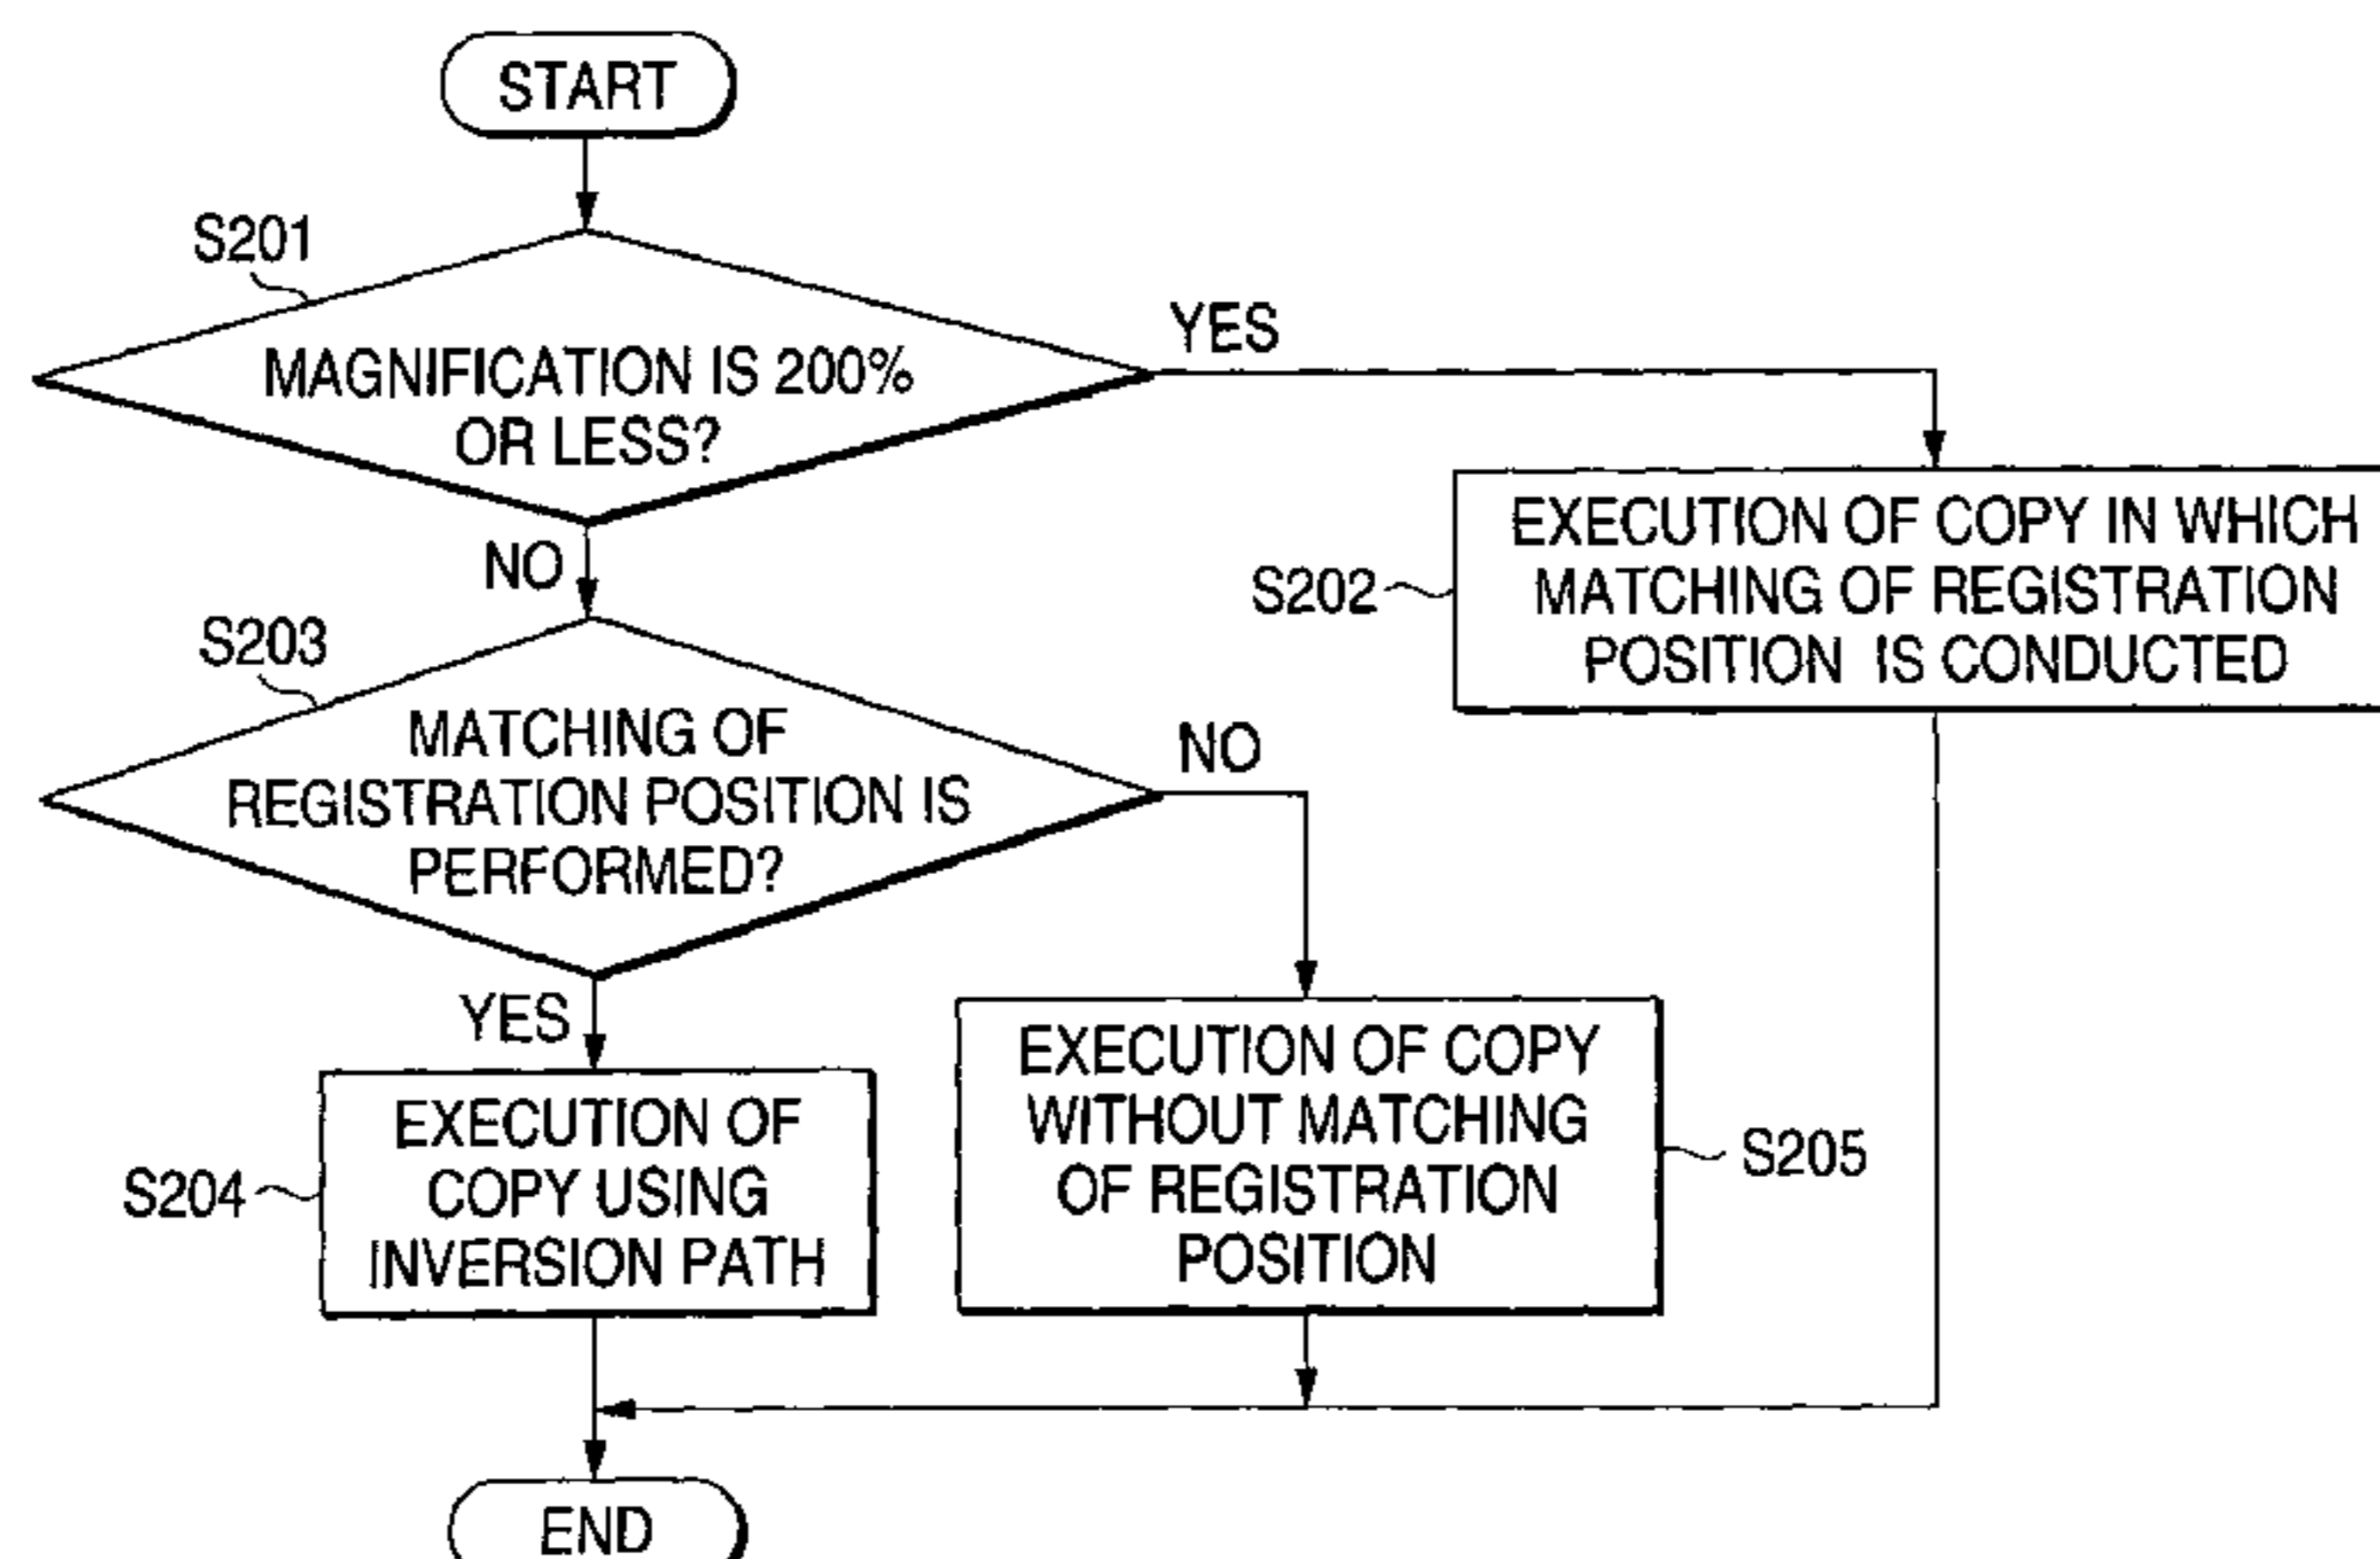 START
S201
MAGNIFICATION IS 200%
OR LESS?
YES
NO
S202
EXECUTION OF COPY IN WHICH
MATCHING OF REGISTRATION
POSITION IS CONDUCTED
S203
MATCHING OF
REGISTRATION POSITION IS
PERFORMED?
NO
YES
S204
EXECUTION OF
COPY USING
INVERSION PATH
EXECUTION OF COPY
WITHOUT MATCHING
OF REGISTRATION
POSITION
S205
END